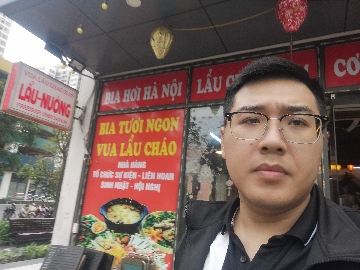 LẨU-NƯỚNG
BIA HƠI HÀ NỘI
LẨU
CƠ
BIA TƯƠI NGON
VUA LẨU CHÁO
NHÀ HÀNG
TỔ CHỨC SỰ KIỆN - LIÊN HOAN
SINH NHẬT - HỘI NGHỊ